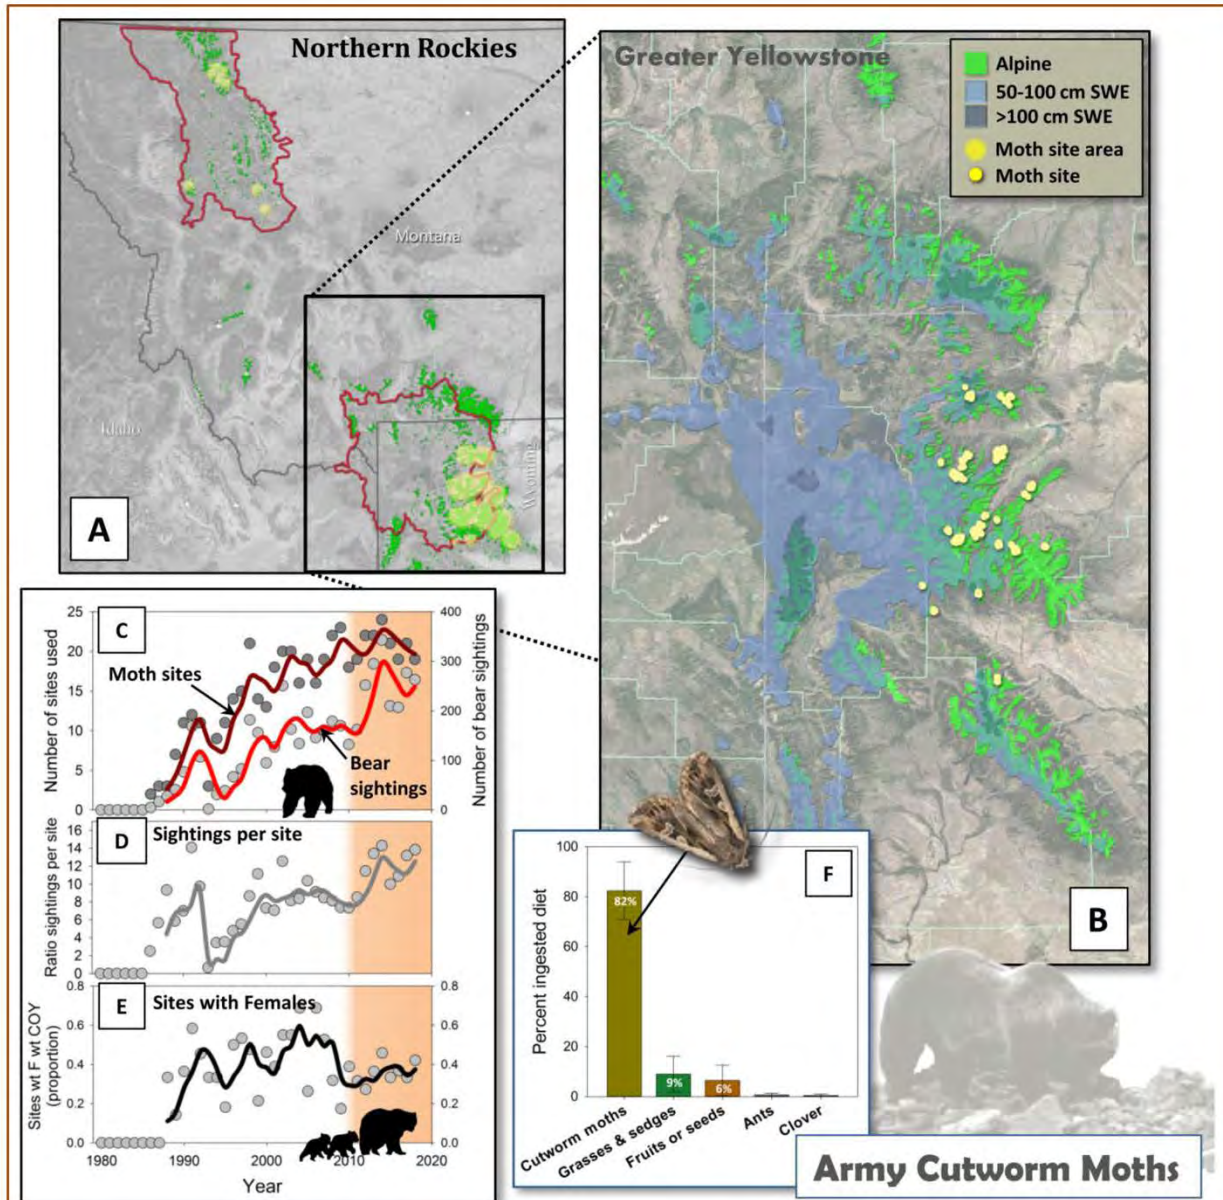 Northern Rockies
Montana
Idaho
Wyoming
A
Greater Yellowstone
Alpine
50-100 cm SWE
>100 cm SWE
Moth site area
Moth site
B
C
Moth sites
Bear
sightings
Number of sites used
25
20
15
10
5
0
Number of bear sightings
400
300
200
100
0
D
Sightings per site
Ratio sightings per site
16
14
12
10
8
6
4
2
0
E
Sites with Females
Sites wt F wt COY
(proportion)
0.8
0.6
0.4
0.2
0.0
0.8
0.6
0.4
0.2
0.0
1980
1990
2000
2010
2020
Year
F
Percent ingested diet
100
80
60
40
20
0
82%
9%
6%
Cutworm moths
Grasses & sedges
Fruits or seeds
Ants
Clover
Army Cutworm Moths